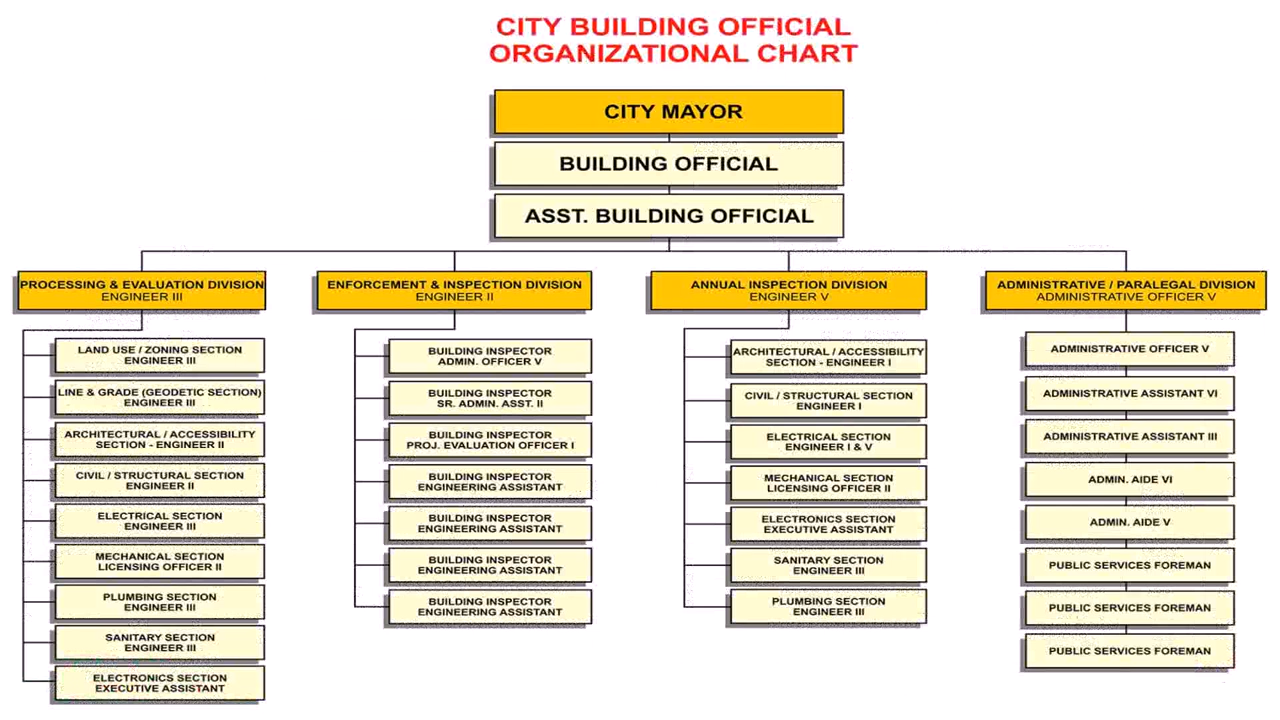 CITY BUILDING OFFICIAL
ORGANIZATIONAL CHART
CITY MAYOR
BUILDING OFFICIAL
ASST. BUILDING OFFICIAL
PROCESSING & EVALUATION DIVISION
ENGINEER III
LAND USE / ZONING SECTION
ENGINEER III
LINE & GRADE (GEODETIC SECTION)
ENGINEER III
ARCHITECTURAL / ACCESSIBILITY
SECTION - ENGINEER II
CIVIL / STRUCTURAL SECTION
ENGINEER II
ELECTRICAL SECTION
ENGINEER III
MECHANICAL SECTION
LICENSING OFFICER II
PLUMBING SECTION
ENGINEER III
SANITARY SECTION
ENGINEER III
ELECTRONICS SECTION
EXECUTIVE ASSISTANT
ENFORCEMENT & INSPECTION DIVISION
ENGINEER II
BUILDING INSPECTOR
ADMIN. OFFICER V
BUILDING INSPECTOR
SR. ADMIN. ASST. II
BUILDING INSPECTOR
PROJ. EVALUATION OFFICER I
BUILDING INSPECTOR
ENGINEERING ASSISTANT
BUILDING INSPECTOR
ENGINEERING ASSISTANT
BUILDING INSPECTOR
ENGINEERING ASSISTANT
BUILDING INSPECTOR
ENGINEERING ASSISTANT
ANNUAL INSPECTION DIVISION
ENGINEER V
ARCHITECTURAL / ACCESSIBILITY
SECTION - ENGINEER I
CIVIL / STRUCTURAL SECTION
ENGINEER I
ELECTRICAL SECTION
ENGINEER I & V
MECHANICAL SECTION
LICENSING OFFICER II
ELECTRONICS SECTION
EXECUTIVE ASSISTANT
SANITARY SECTION
ENGINEER III
PLUMBING SECTION
ENGINEER III
ADMINISTRATIVE / PARALEGAL DIVISION
ADMINISTRATIVE OFFICER V
ADMINISTRATIVE OFFICER V
ADMINISTRATIVE ASSISTANT VI
ADMINISTRATIVE ASSISTANT III
ADMIN. AIDE VI
ADMIN. AIDE V
PUBLIC SERVICES FOREMAN
PUBLIC SERVICES FOREMAN
PUBLIC SERVICES FOREMAN